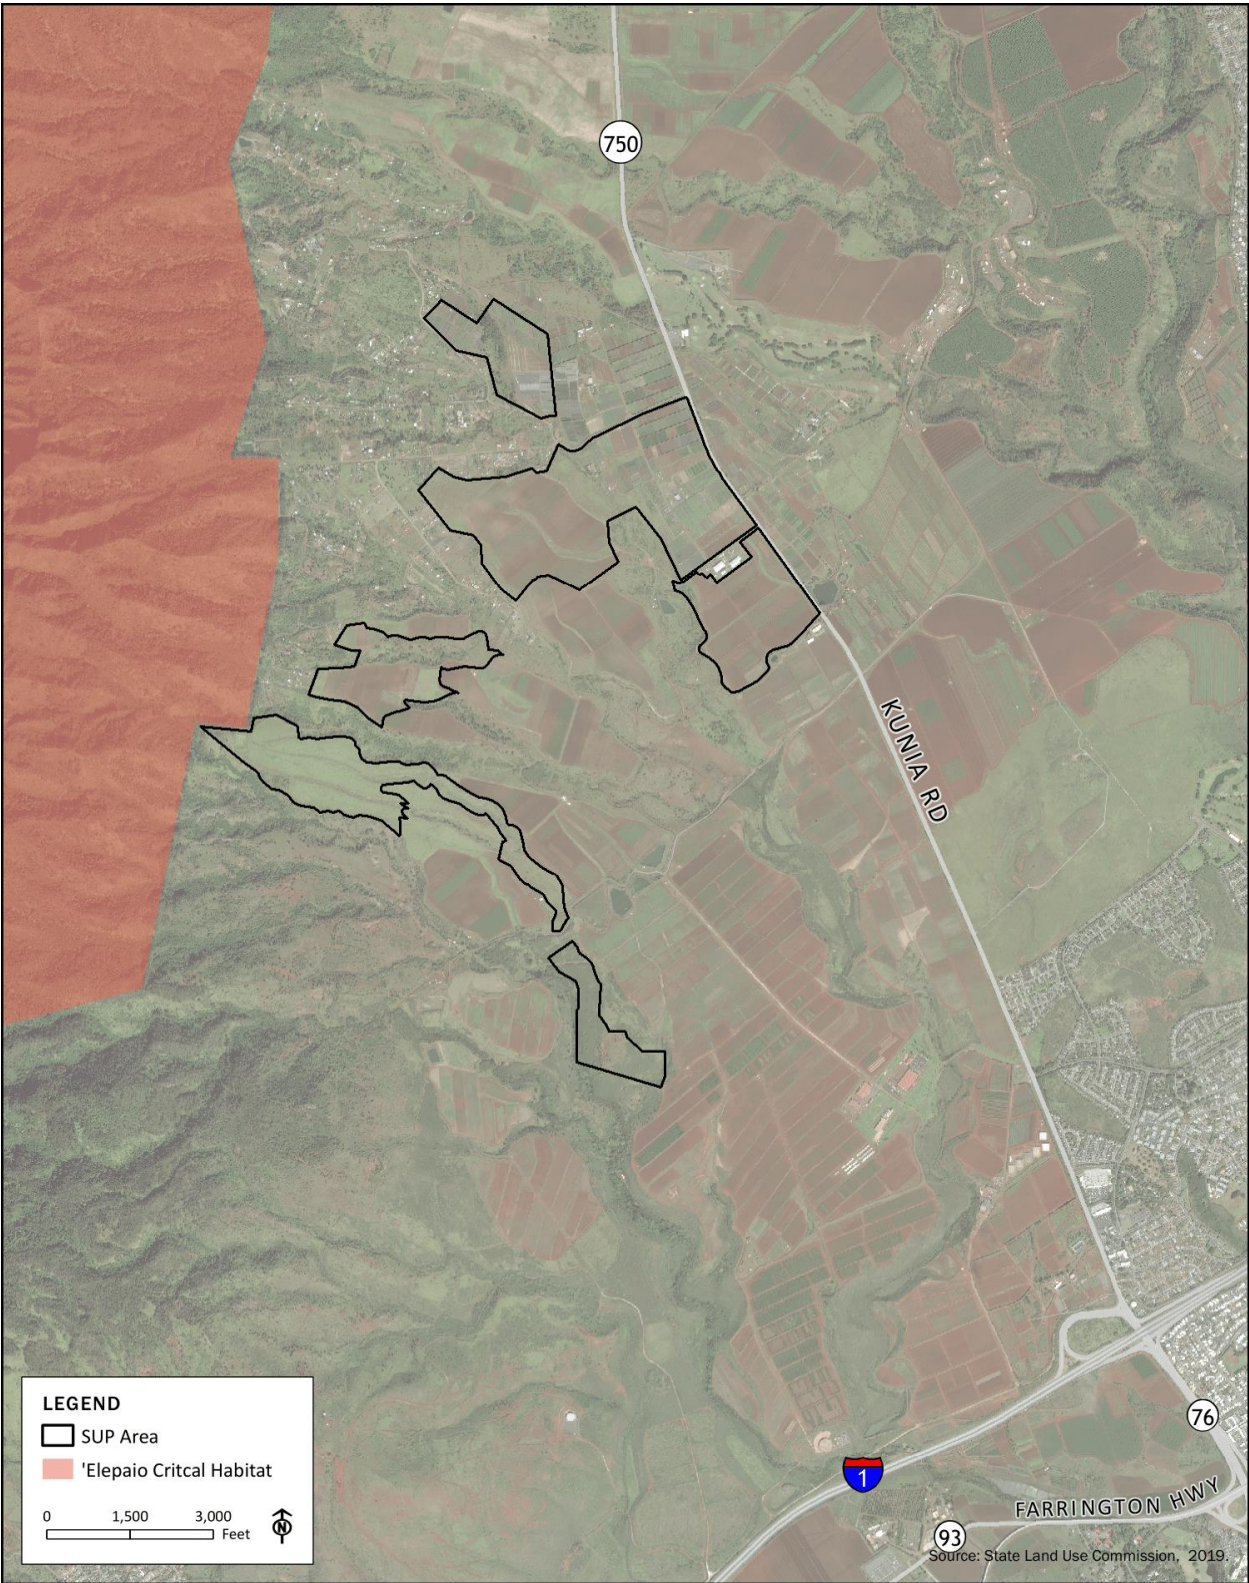 750
KUNIA RD
76
1
FARRINGTON HWY
93
Source: State Land Use Commission, 2019.
LEGEND
SUP Area
'Elepaio Critcal Habitat
0 1,500 3,000
Feet
N